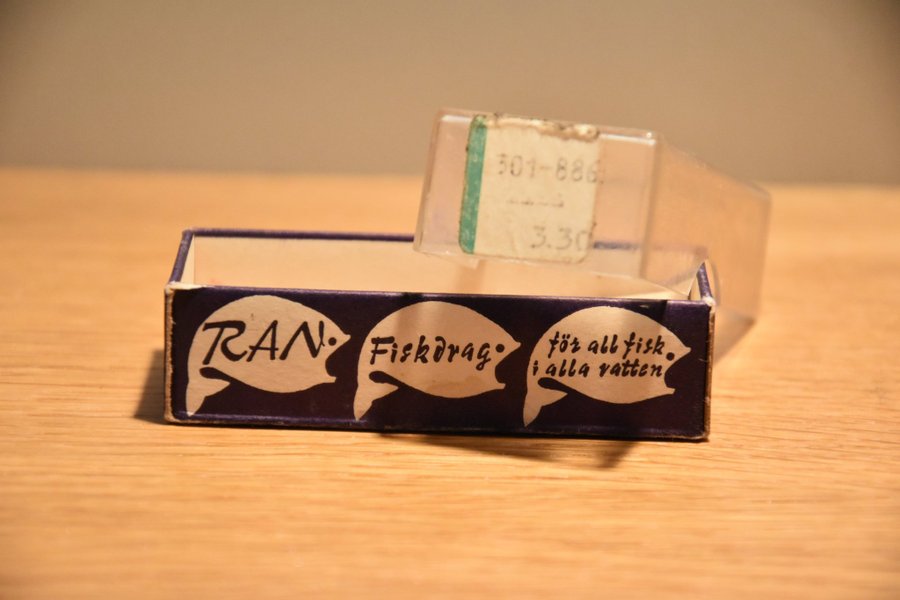 301-886
3.30
RAN
Fiskdrag
för all fisk
i alla vatten